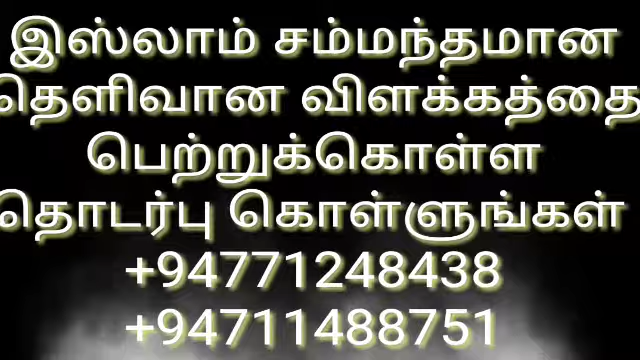 இஸ்லாம் சம்மந்தமான
தெளிவான விளக்கத்தை
பெற்றுக்கொள்ள
தொடர்பு கொள்ளுங்கள்
+94771248438
+94711488751